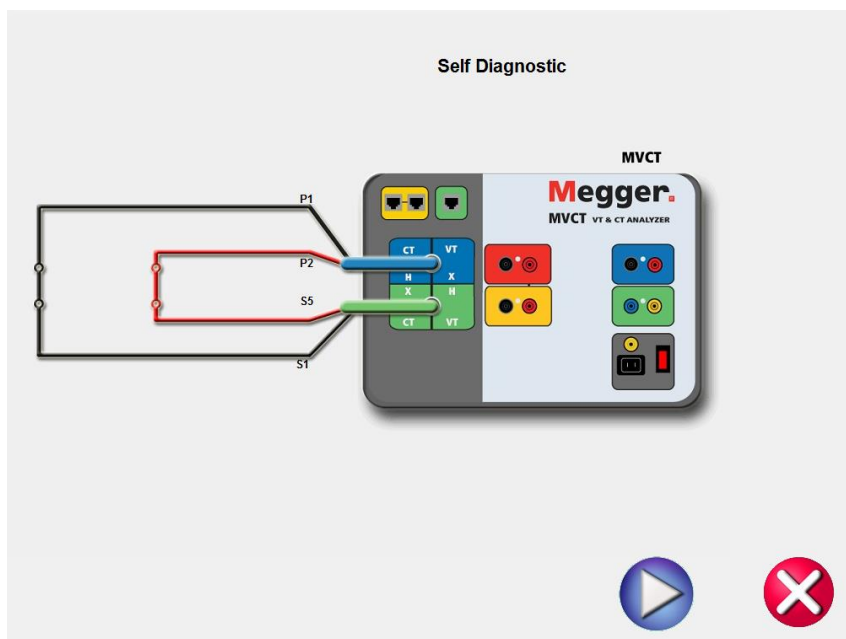 Self Diagnostic
MVCT
Megger.
MVCT VT & CT ANALYZER
P1
P2
S5
S1
CT VT
H X
X H
CT VT